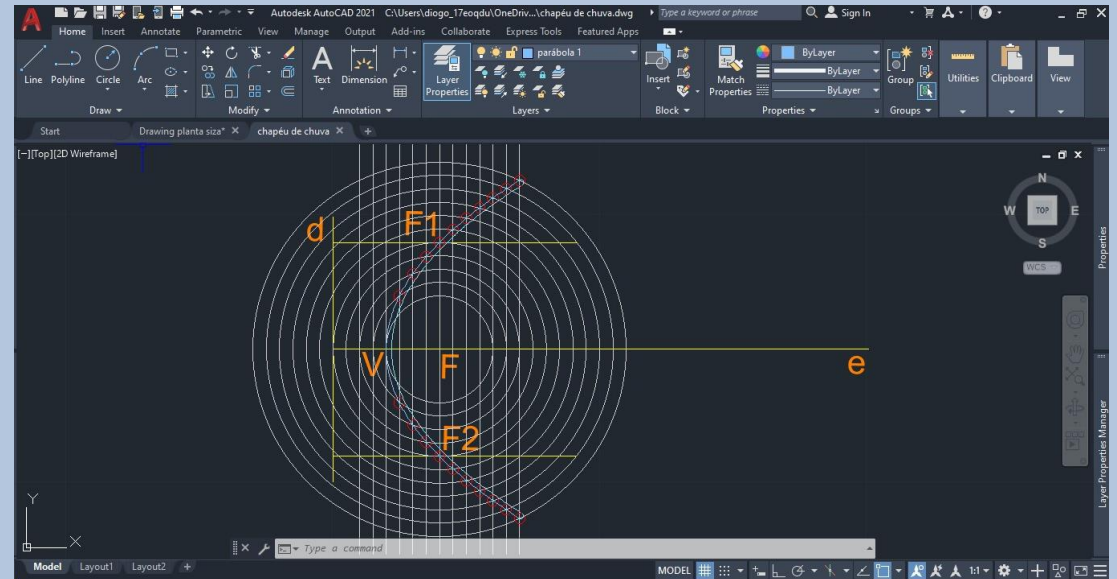 Autodesk AutoCAD 2021 C:\Users\diogo_17eoqdu\OneDriv...\chapéu de chuva.dwg Type a keyword or phrase Sign In
Home Insert Annotate Parametric View Manage Output Add-ins Collaborate Express Tools Featured Apps
parábola 1 ByLayer
ByLayer
ByLayer
Line Polyline Circle Arc Text Dimension Layer Properties Insert Match Properties Group Utilities Clipboard View
Draw Modify Annotation Layers Block Properties Groups
Start Drawing planta siza* chapéu de chuva
[−][Top][2D Wireframe]
N
W TOP E
S
WCS
Properties
Layer Properties Manager
d F1
V F e
F2
Y
X
Type a command
Model Layout1 Layout2 MODEL 1:1